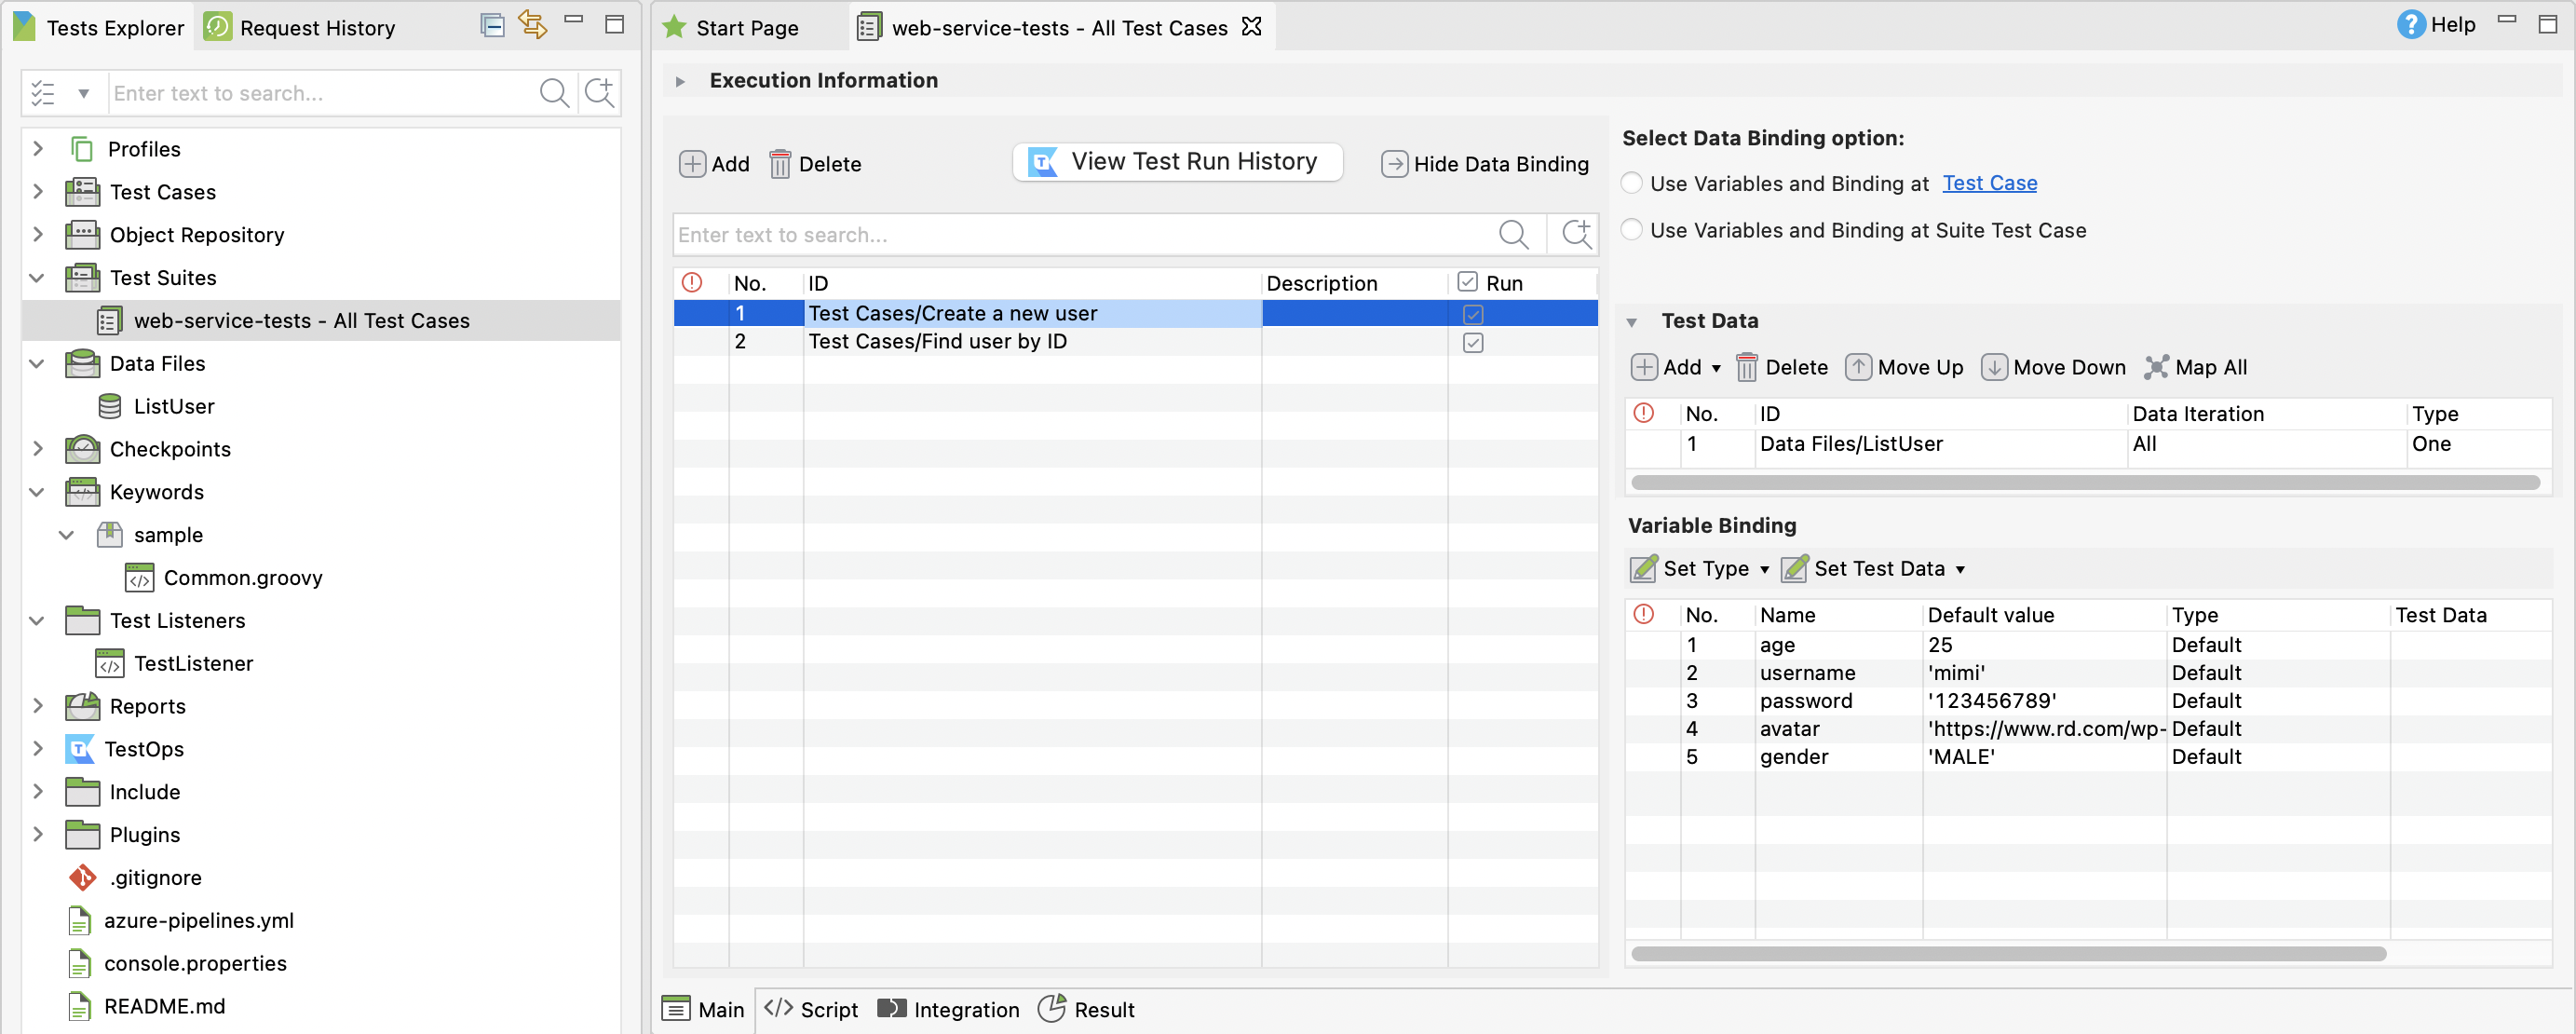 Tests Explorer
Request History
Enter text to search...
Profiles
Test Cases
Object Repository
Test Suites
web-service-tests - All Test Cases
Data Files
ListUser
Checkpoints
Keywords
sample
Common.groovy
Test Listeners
TestListener
Reports
TestOps
Include
Plugins
.gitignore
azure-pipelines.yml
console.properties
README.md
Start Page
web-service-tests - All Test Cases
Help
Execution Information
Add
Delete
View Test Run History
Hide Data Binding
Enter text to search...
No. ID Description Run
1 Test Cases/Create a new user
2 Test Cases/Find user by ID
Select Data Binding option:
Use Variables and Binding at Test Case
Use Variables and Binding at Suite Test Case
Test Data
Add Delete Move Up Move Down Map All
No. ID Data Iteration Type
1 Data Files/ListUser All One
Variable Binding
Set Type Set Test Data
No. Name Default value Type Test Data
1 age 25 Default
2 username 'mimi' Default
3 password '123456789' Default
4 avatar 'https://www.rd.com/wp- Default
5 gender 'MALE' Default
Main
Script
Integration
Result